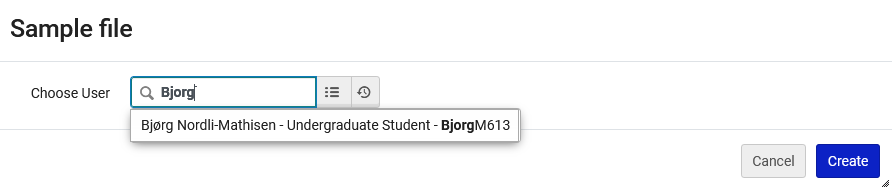 Sample file
Choose User
Bjorg
Bjørg Nordli-Mathisen - Undergraduate Student - BjorgM613
Cancel
Create